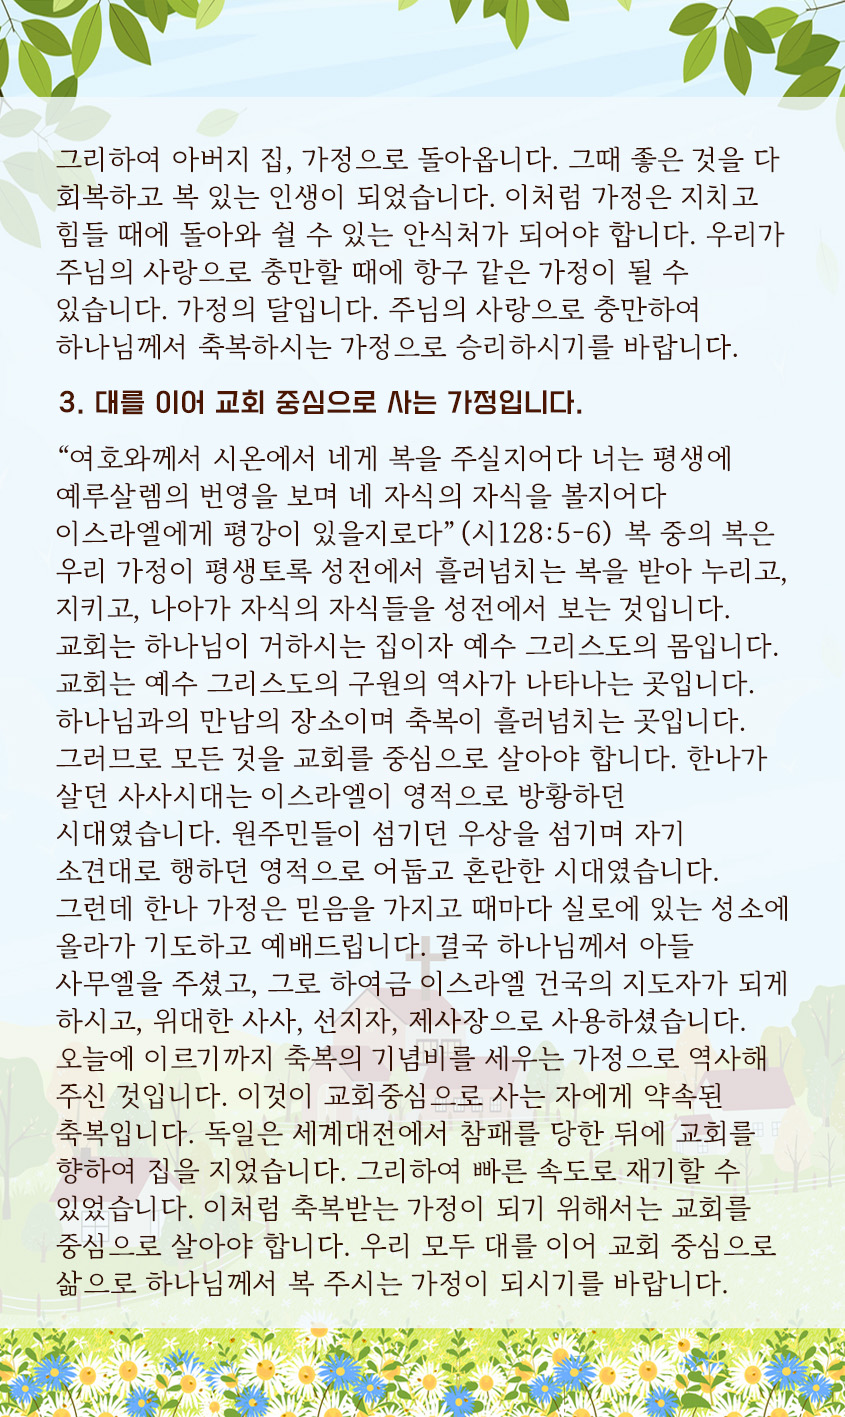 그리하여 아버지 집, 가정으로 돌아옵니다. 그때 좋은 것을 다
회복하고 복 있는 인생이 되었습니다. 이처럼 가정은 지치고
힘들 때에 돌아와 쉴 수 있는 안식처가 되어야 합니다. 우리가
주님의 사랑으로 충만할 때에 항구 같은 가정이 될 수
있습니다. 가정의 달입니다. 주님의 사랑으로 충만하여
하나님께서 축복하시는 가정으로 승리하시기를 바랍니다.
3. 대를 이어 교회 중심으로 사는 가정입니다.
“여호와께서 시온에서 네게 복을 주실지어다 너는 평생에
예루살렘의 번영을 보며 네 자식의 자식을 볼지어다
이스라엘에게 평강이 있을지로다”(시128:5-6) 복 중의 복은
우리 가정이 평생토록 성전에서 흘러넘치는 복을 받아 누리고,
지키고, 나아가 자식의 자식들을 성전에서 보는 것입니다.
교회는 하나님이 거하시는 집이자 예수 그리스도의 몸입니다.
교회는 예수 그리스도의 구원의 역사가 나타나는 곳입니다.
하나님과의 만남의 장소이며 축복이 흘러넘치는 곳입니다.
그러므로 모든 것을 교회를 중심으로 살아야 합니다. 한나가
살던 사사시대는 이스라엘이 영적으로 방황하던
시대였습니다. 원주민들이 섬기던 우상을 섬기며 자기
소견대로 행하던 영적으로 어둡고 혼란한 시대였습니다.
그런데 한나 가정은 믿음을 가지고 때마다 실로에 있는 성소에
올라가 기도하고 예배드립니다. 결국 하나님께서 아들
사무엘을 주셨고, 그로 하여금 이스라엘 건국의 지도자가 되게
하시고, 위대한 사사, 선지자, 제사장으로 사용하셨습니다.
오늘에 이르기까지 축복의 기념비를 세우는 가정으로 역사해
주신 것입니다. 이것이 교회중심으로 사는 자에게 약속된
축복입니다. 독일은 세계대전에서 참패를 당한 뒤에 교회를
향하여 집을 지었습니다. 그리하여 빠른 속도로 재기할 수
있었습니다. 이처럼 축복받는 가정이 되기 위해서는 교회를
중심으로 살아야 합니다. 우리 모두 대를 이어 교회 중심으로
삶으로 하나님께서 복 주시는 가정이 되시기를 바랍니다.